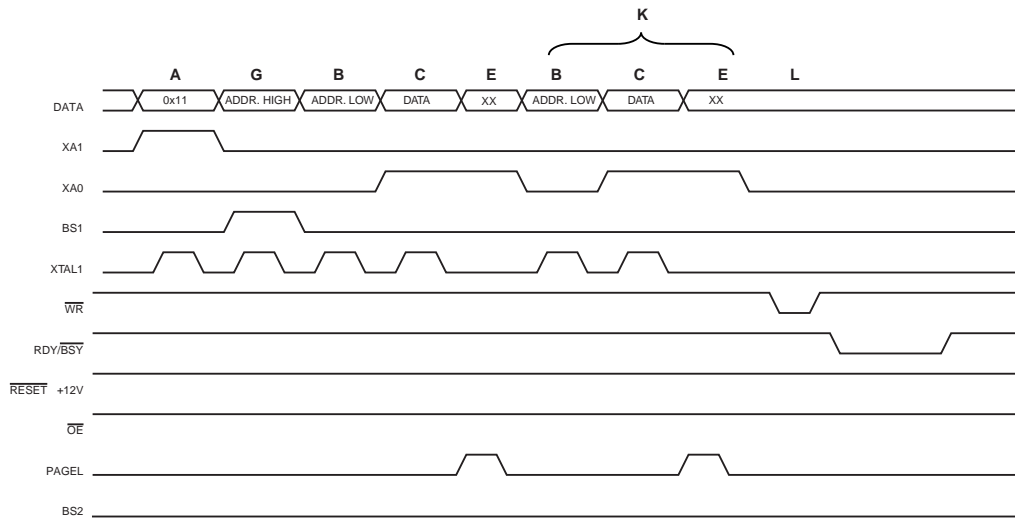 K
A G B C E B C E L
DATA 0x11 ADDR. HIGH ADDR. LOW DATA XX ADDR. LOW DATA XX
XA1
XA0
BS1
XTAL1
WR
RDY/BSY
RESET +12V
OE
PAGEL
BS2